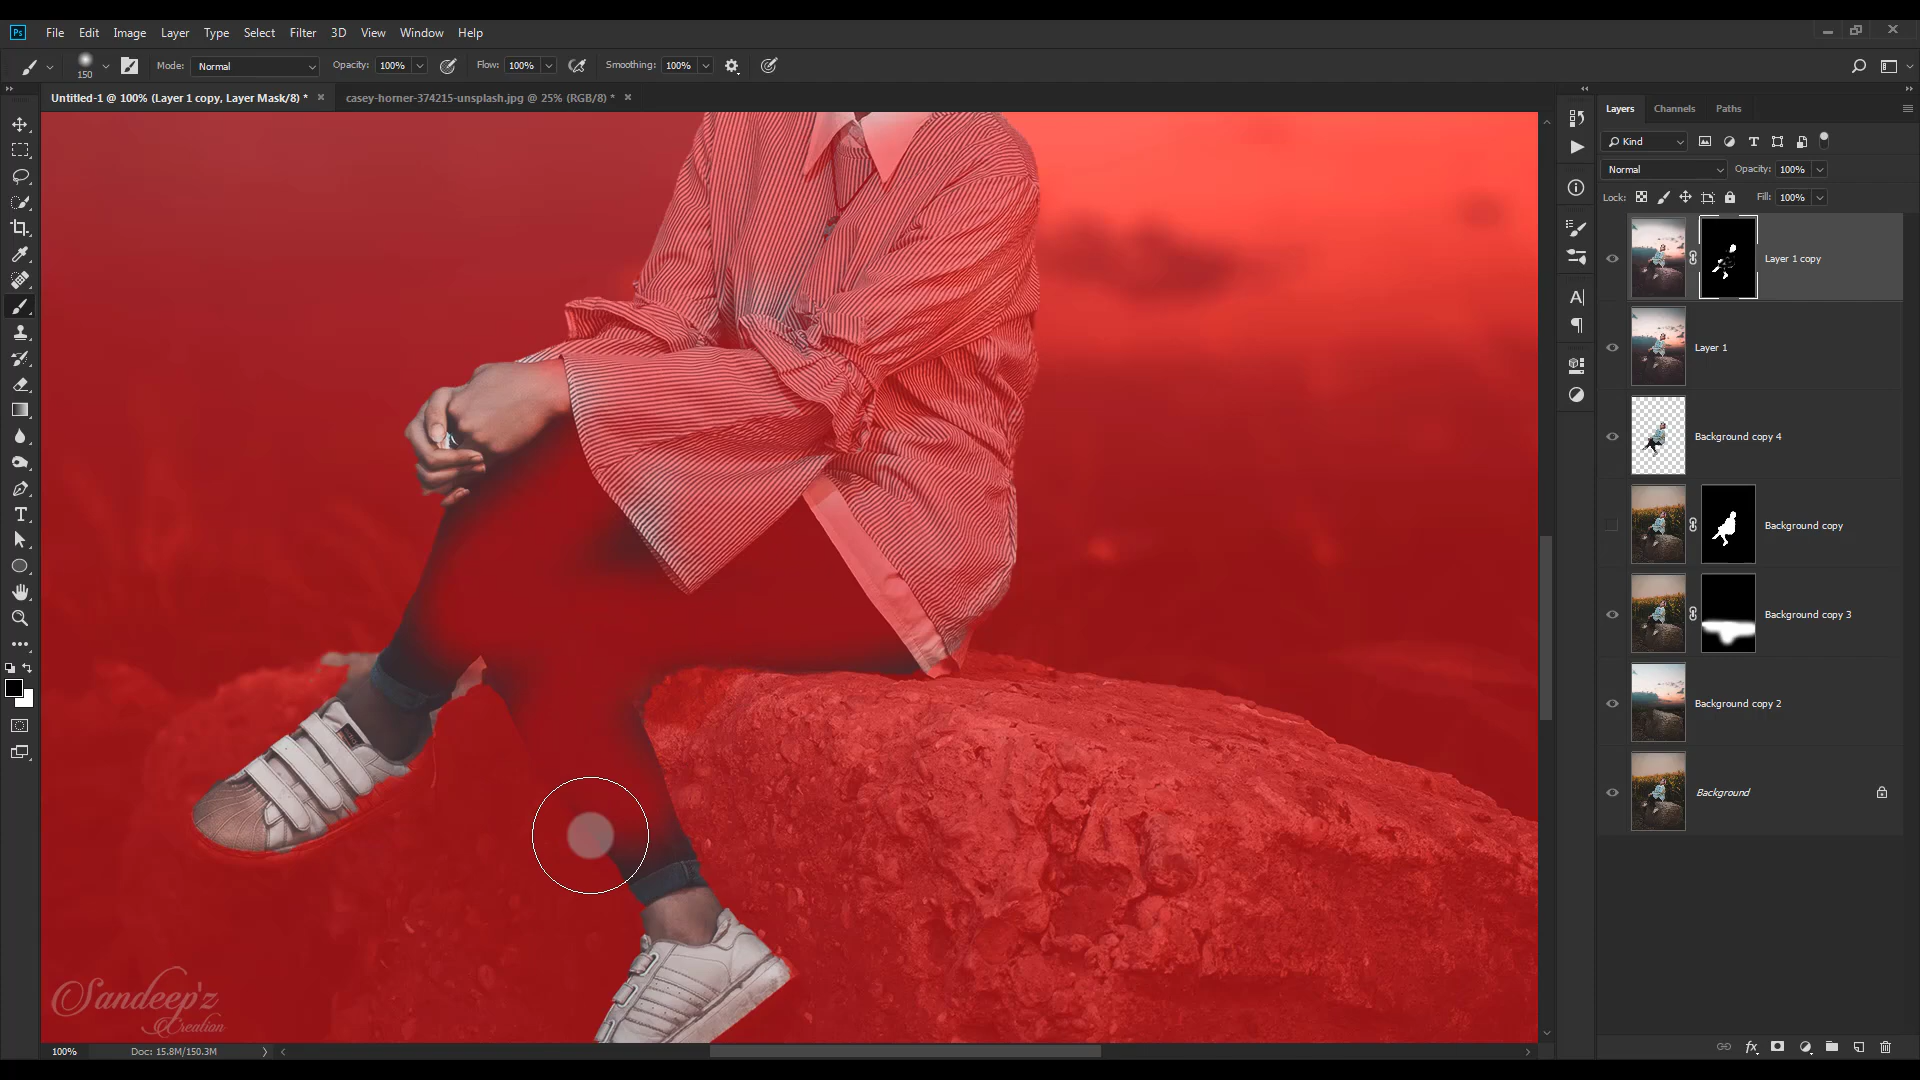 Ps File Edit Image Layer Type Select Filter 3D View Window Help
150 Mode: Normal Opacity: 100% Flow: 100% Smoothing: 100%
Untitled-1 @ 100% (Layer 1 copy, Layer Mask/8) * × casey-horner-374215-unsplash.jpg @ 25% (RGB/8) * ×
Layers Channels Paths
Kind
Normal Opacity: 100%
Lock: Fill: 100%
Layer 1 copy
Layer 1
Background copy 4
Background copy
Background copy 3
Background copy 2
Background
Sandeep'z
Creation
100% Doc: 15.8M/150.3M